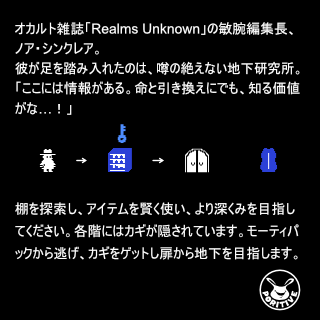 オカルト雑誌「Realms Unknown」の敏腕編集長、
ノア・シンクレア。
彼が足を踏み入れたのは、噂の絶えない地下研究所。
「ここには情報がある。命と引き換えにでも、知る価値
がな…！」
棚を探索し、アイテムを賢く使い、より深くみを目指し
てください。各階にはカギが隠されています。モーティバ
ックから逃げ、カギをゲットし扉から地下を目指します。
PORITIVE